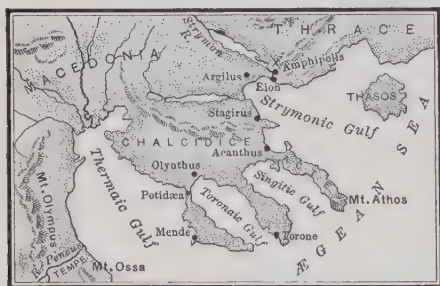 THRACE
Strymon
R.
MACEDONIA
Amphipolis
Argilus
Eion
THASOS
Strymonic Gulf
Stagirus
CHALCIDICE
Acanthus
Olynthus
Singitic Gulf
Thermaic Gulf
Mt. Athos
Potidæa
Toronaic Gulf
Mt. Olympus
Mende
Torone
ÆGEAN SEA
R. Peneus
TEMPE
Mt. Ossa